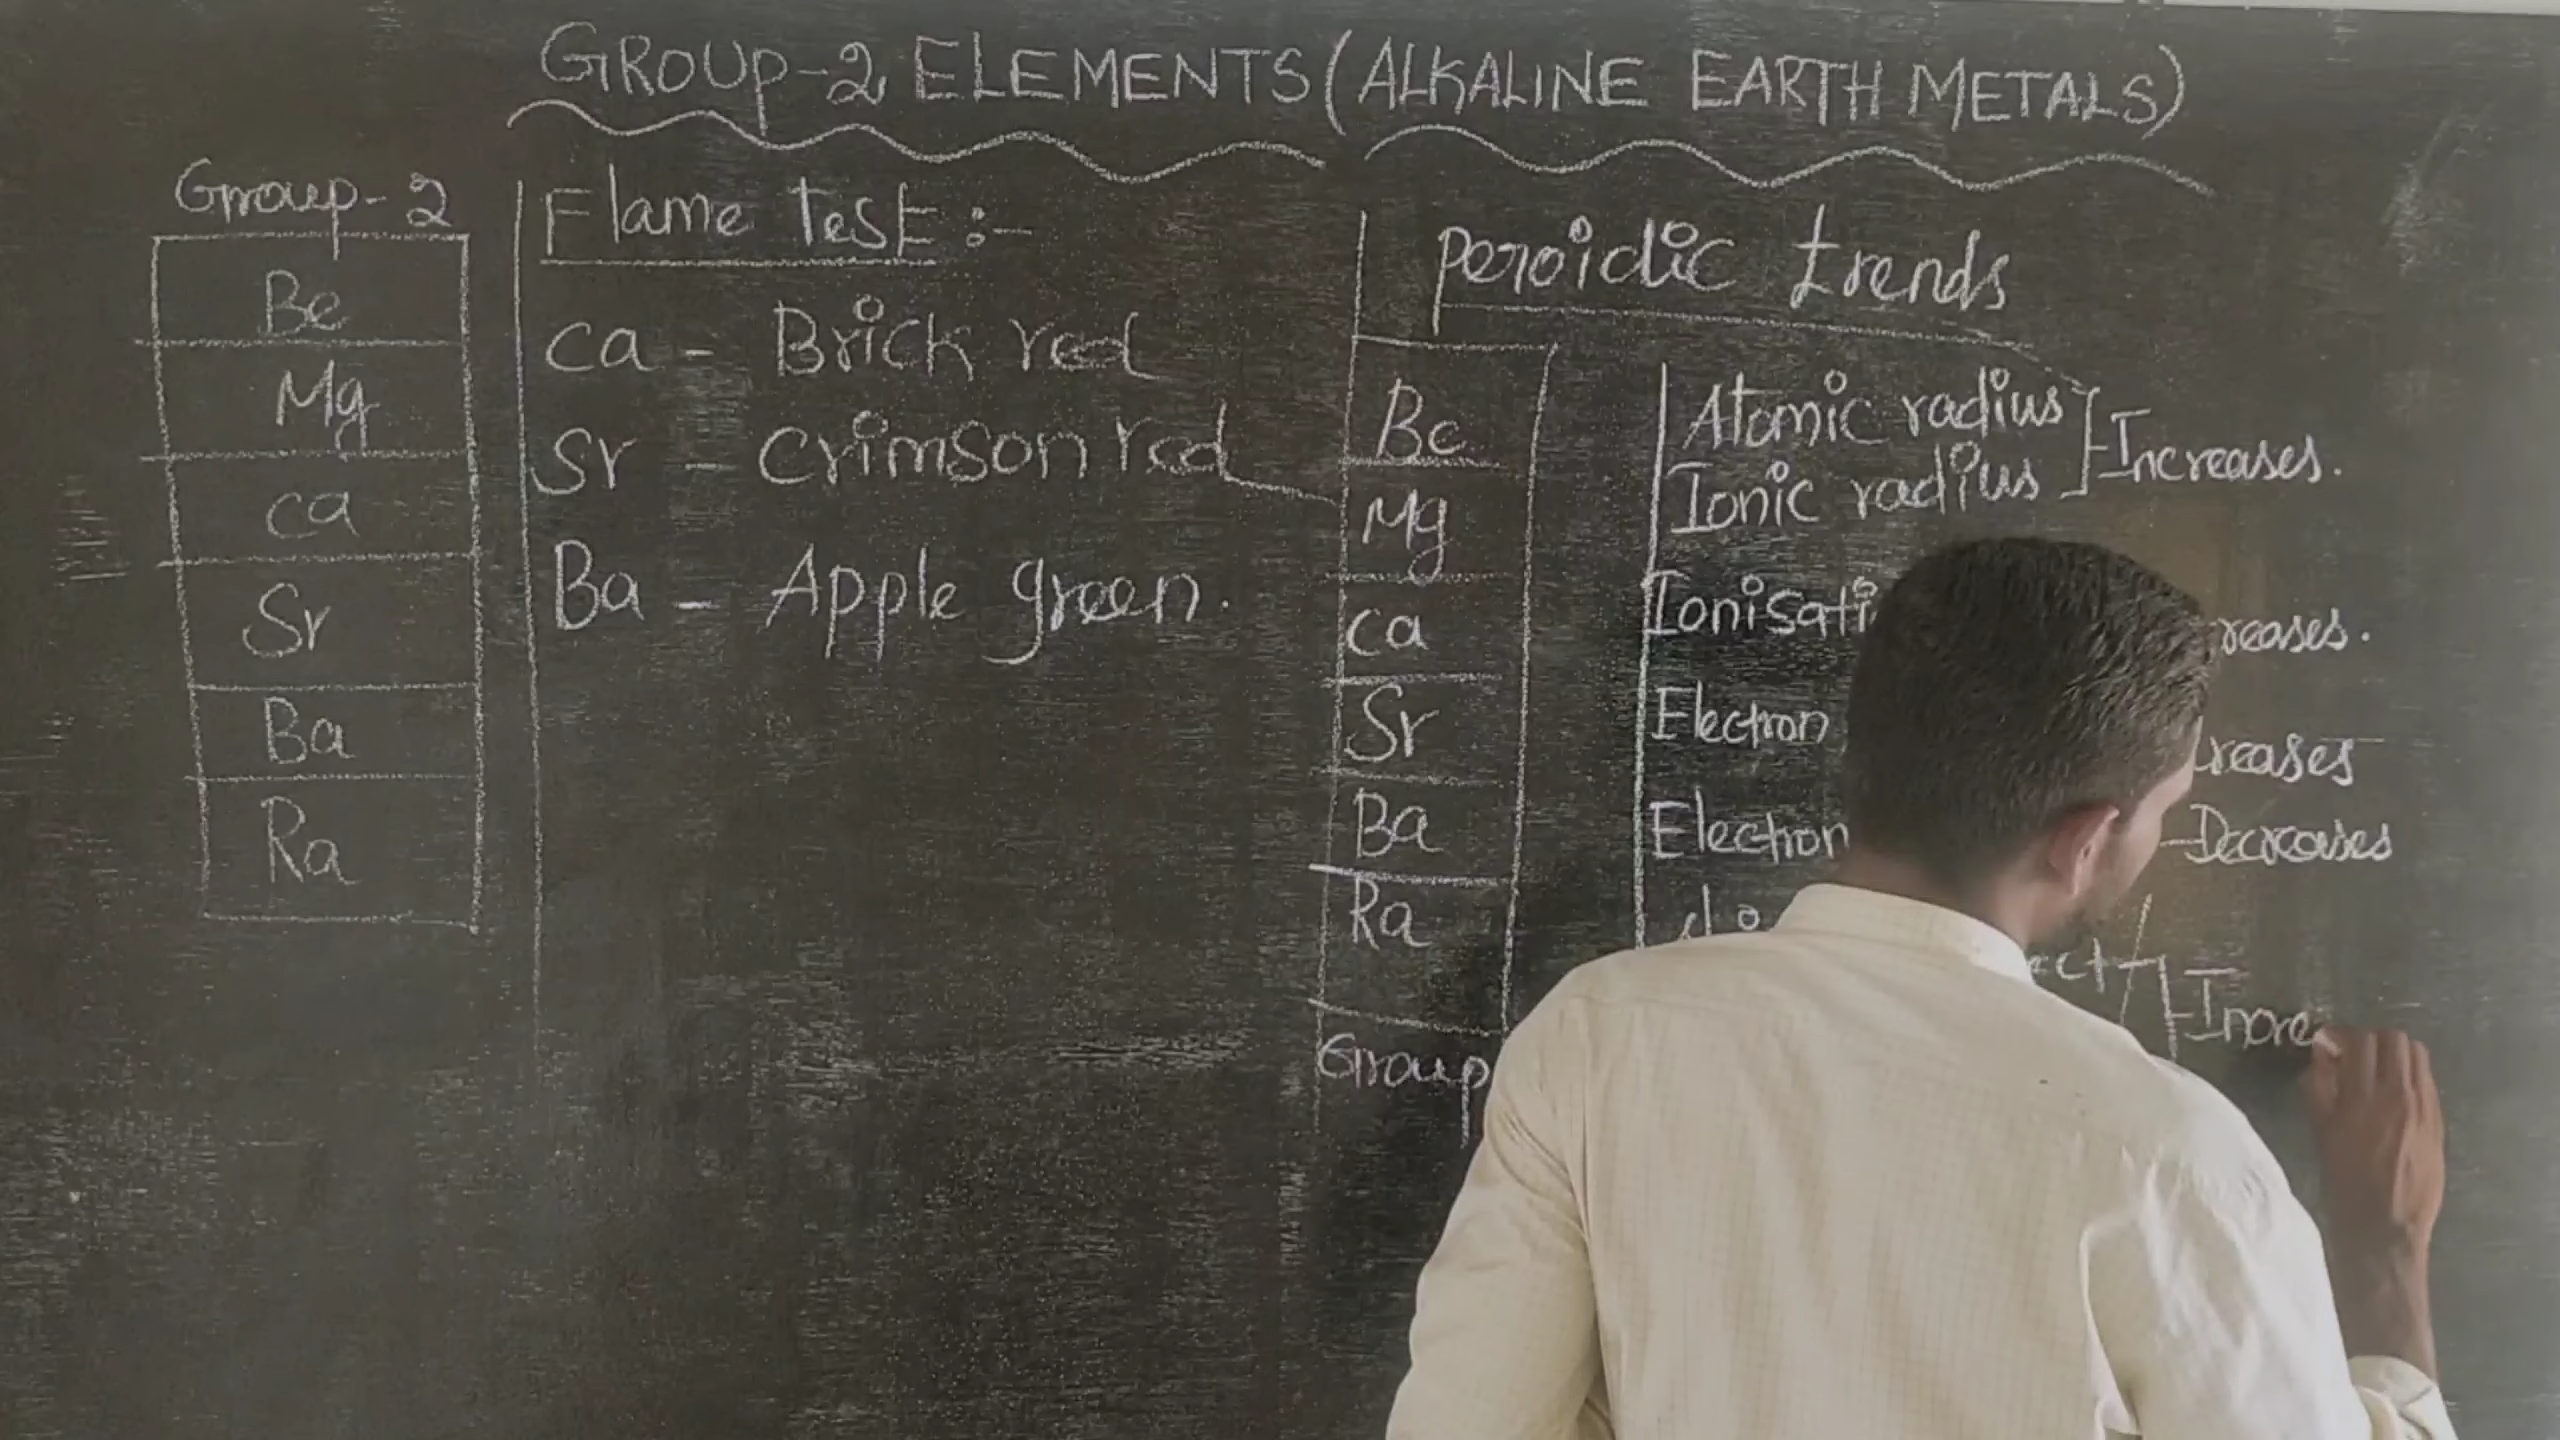 GROUP-2 ELEMENTS (ALKALINE EARTH METALS)
Group-2
Be
Mg
Ca
Sr
Ba
Ra
Flame Test :-
Ca - Brick red
Sr - Crimson red
Ba - Apple green.
Peroidic trends
Be
Mg
Ca
Sr
Ba
Ra
Group
Atomic radius
Ionic radius
Increases.
Ionisati
reases.
Electron
reases
Electron
- Decreases
ect
Incre